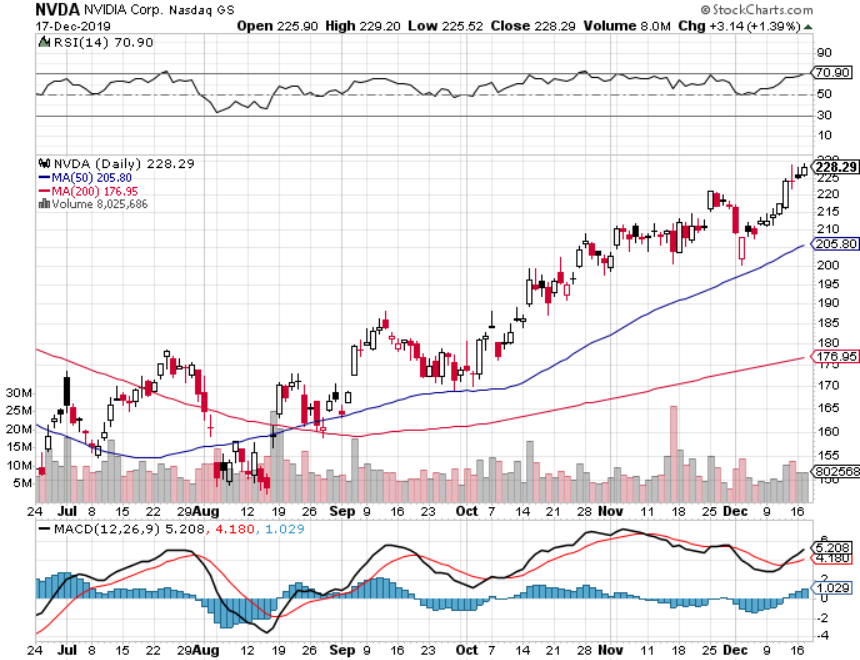 NVDA NVIDIA Corp. Nasdaq GS
© StockCharts.com
17-Dec-2019
Open 225.90 High 229.20 Low 225.52 Close 228.29 Volume 8.0M Chg +3.14 (+1.39%)
RSI(14) 70.90
90
70.90
50
30
10
NVDA (Daily) 228.29
MA(50) 205.80
MA(200) 176.95
Volume 8,025,686
228.29
225
220
215
210
205.80
200
195
190
185
180
176.95
170
165
160
155
150
30M
25M
20M
15M
10M
5M
802568
24 Jul 8 15 22 29 Aug 12 19 26 Sep 9 16 23 Oct 7 14 21 28 Nov 11 18 25 Dec 9 16
MACD(12,26,9) 5.208, 4.180, 1.029
6
5.208
4.180
2
1.029
0
-2
-4
24 Jul 8 15 22 29 Aug 12 19 26 Sep 9 16 23 Oct 7 14 21 28 Nov 11 18 25 Dec 9 16